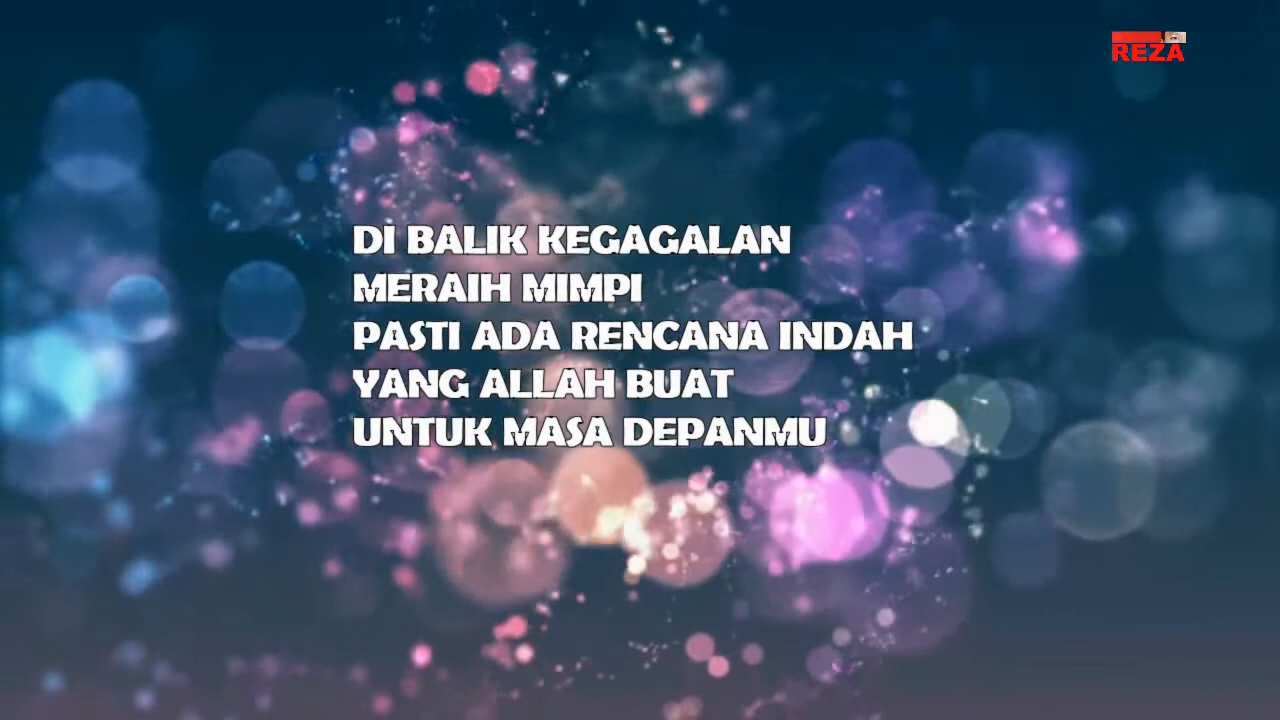 REZA
DI BALIK KEGAGALAN
MERAIH MIMPI
PASTI ADA RENCANA INDAH
YANG ALLAH BUAT
UNTUK MASA DEPANMU